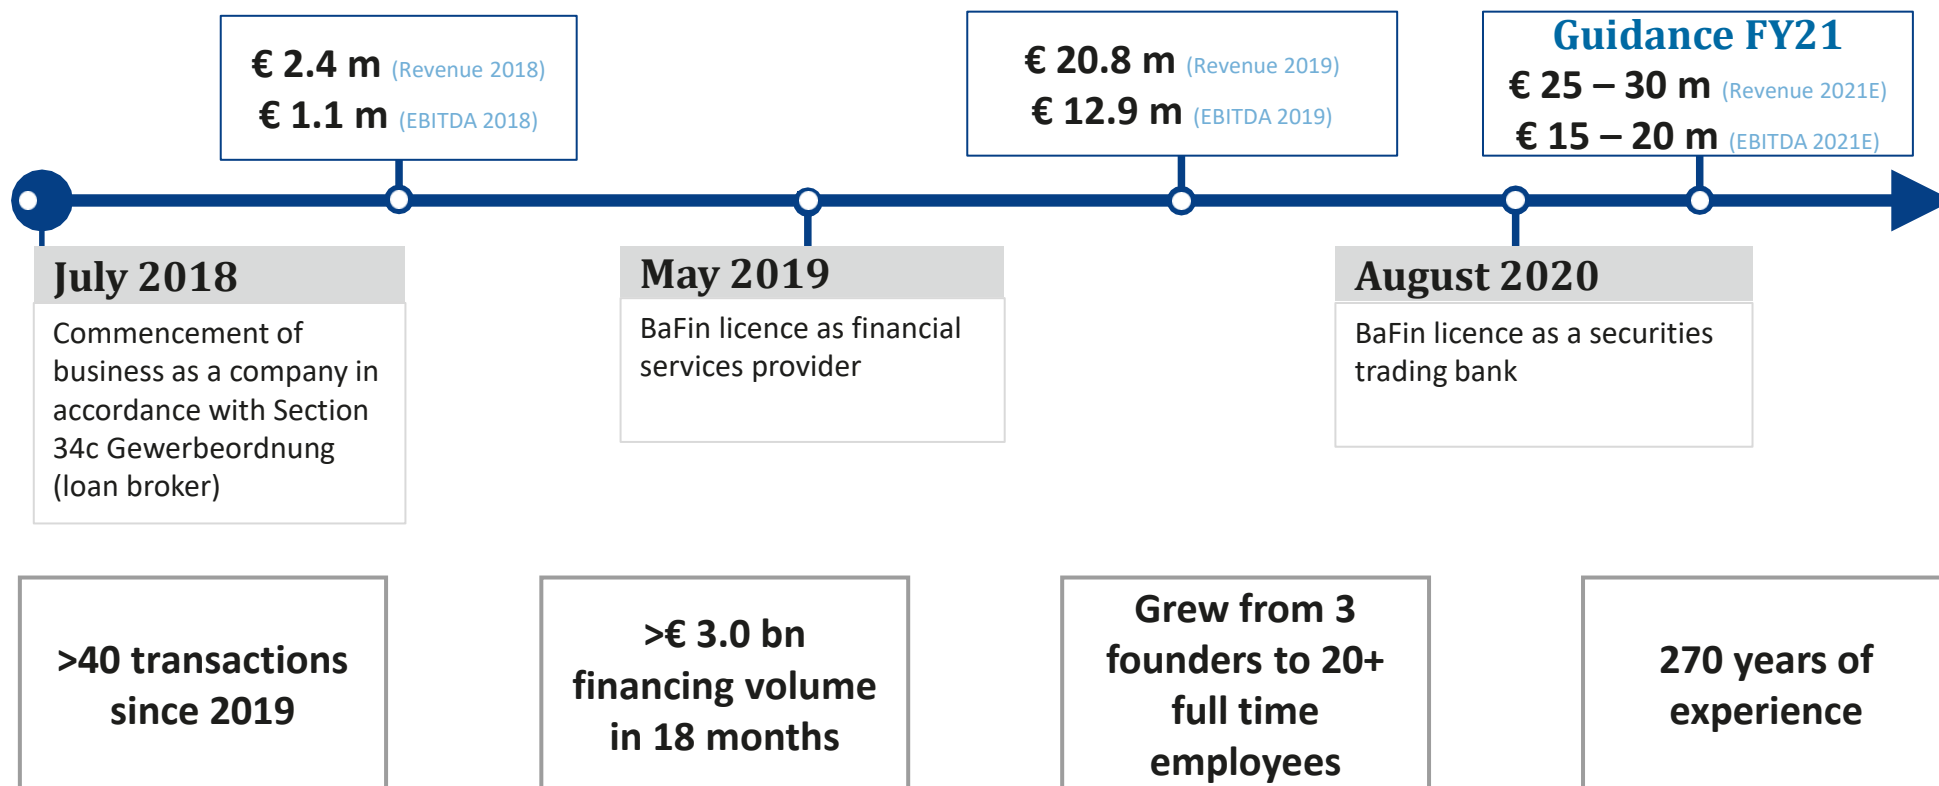 € 2.4 m (Revenue 2018)
€ 1.1 m (EBITDA 2018)
€ 20.8 m (Revenue 2019)
€ 12.9 m (EBITDA 2019)
Guidance FY21
€ 25 – 30 m (Revenue 2021E)
€ 15 – 20 m (EBITDA 2021E)
July 2018
Commencement of
business as a company in
accordance with Section
34c Gewerbeordnung
(loan broker)
May 2019
BaFin licence as financial
services provider
August 2020
BaFin licence as a securities
trading bank
>40 transactions
since 2019
>€ 3.0 bn
financing volume
in 18 months
Grew from 3
founders to 20+
full time
employees
270 years of
experience